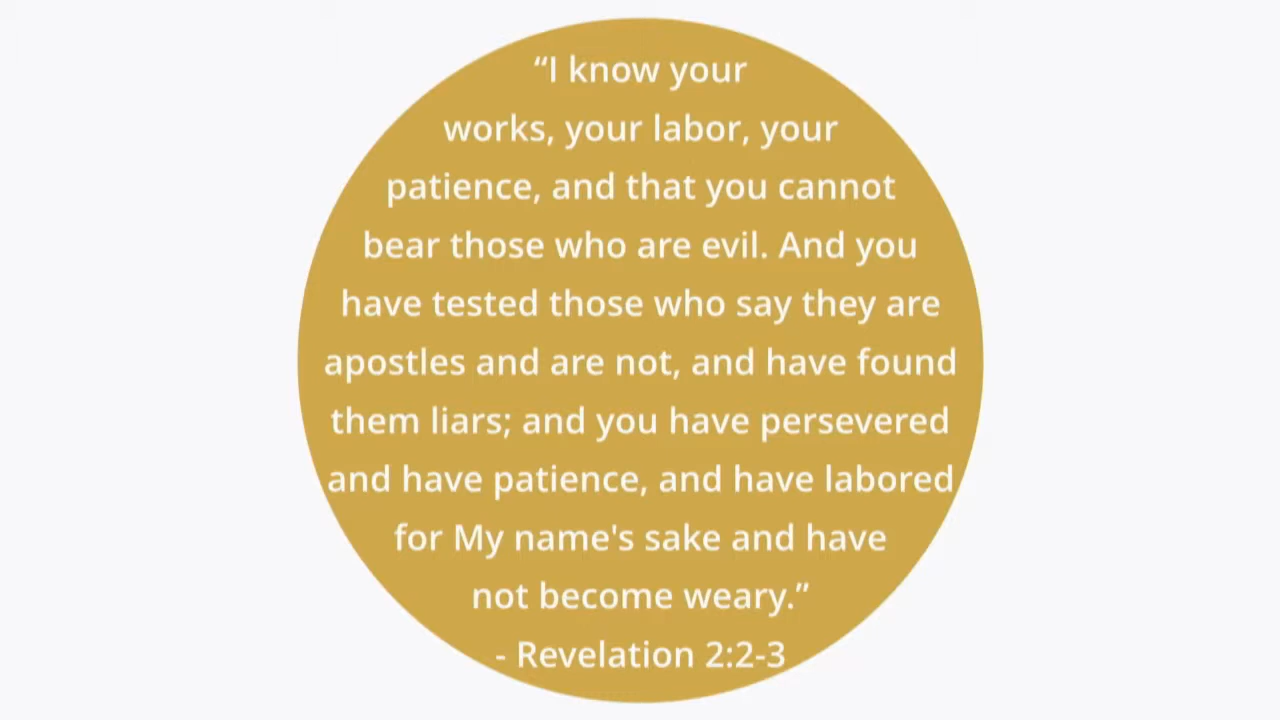 “I know your
works, your labor, your
patience, and that you cannot
bear those who are evil. And you
have tested those who say they are
apostles and are not, and have found
them liars; and you have persevered
and have patience, and have labored
for My name's sake and have
not become weary.”
- Revelation 2:2-3